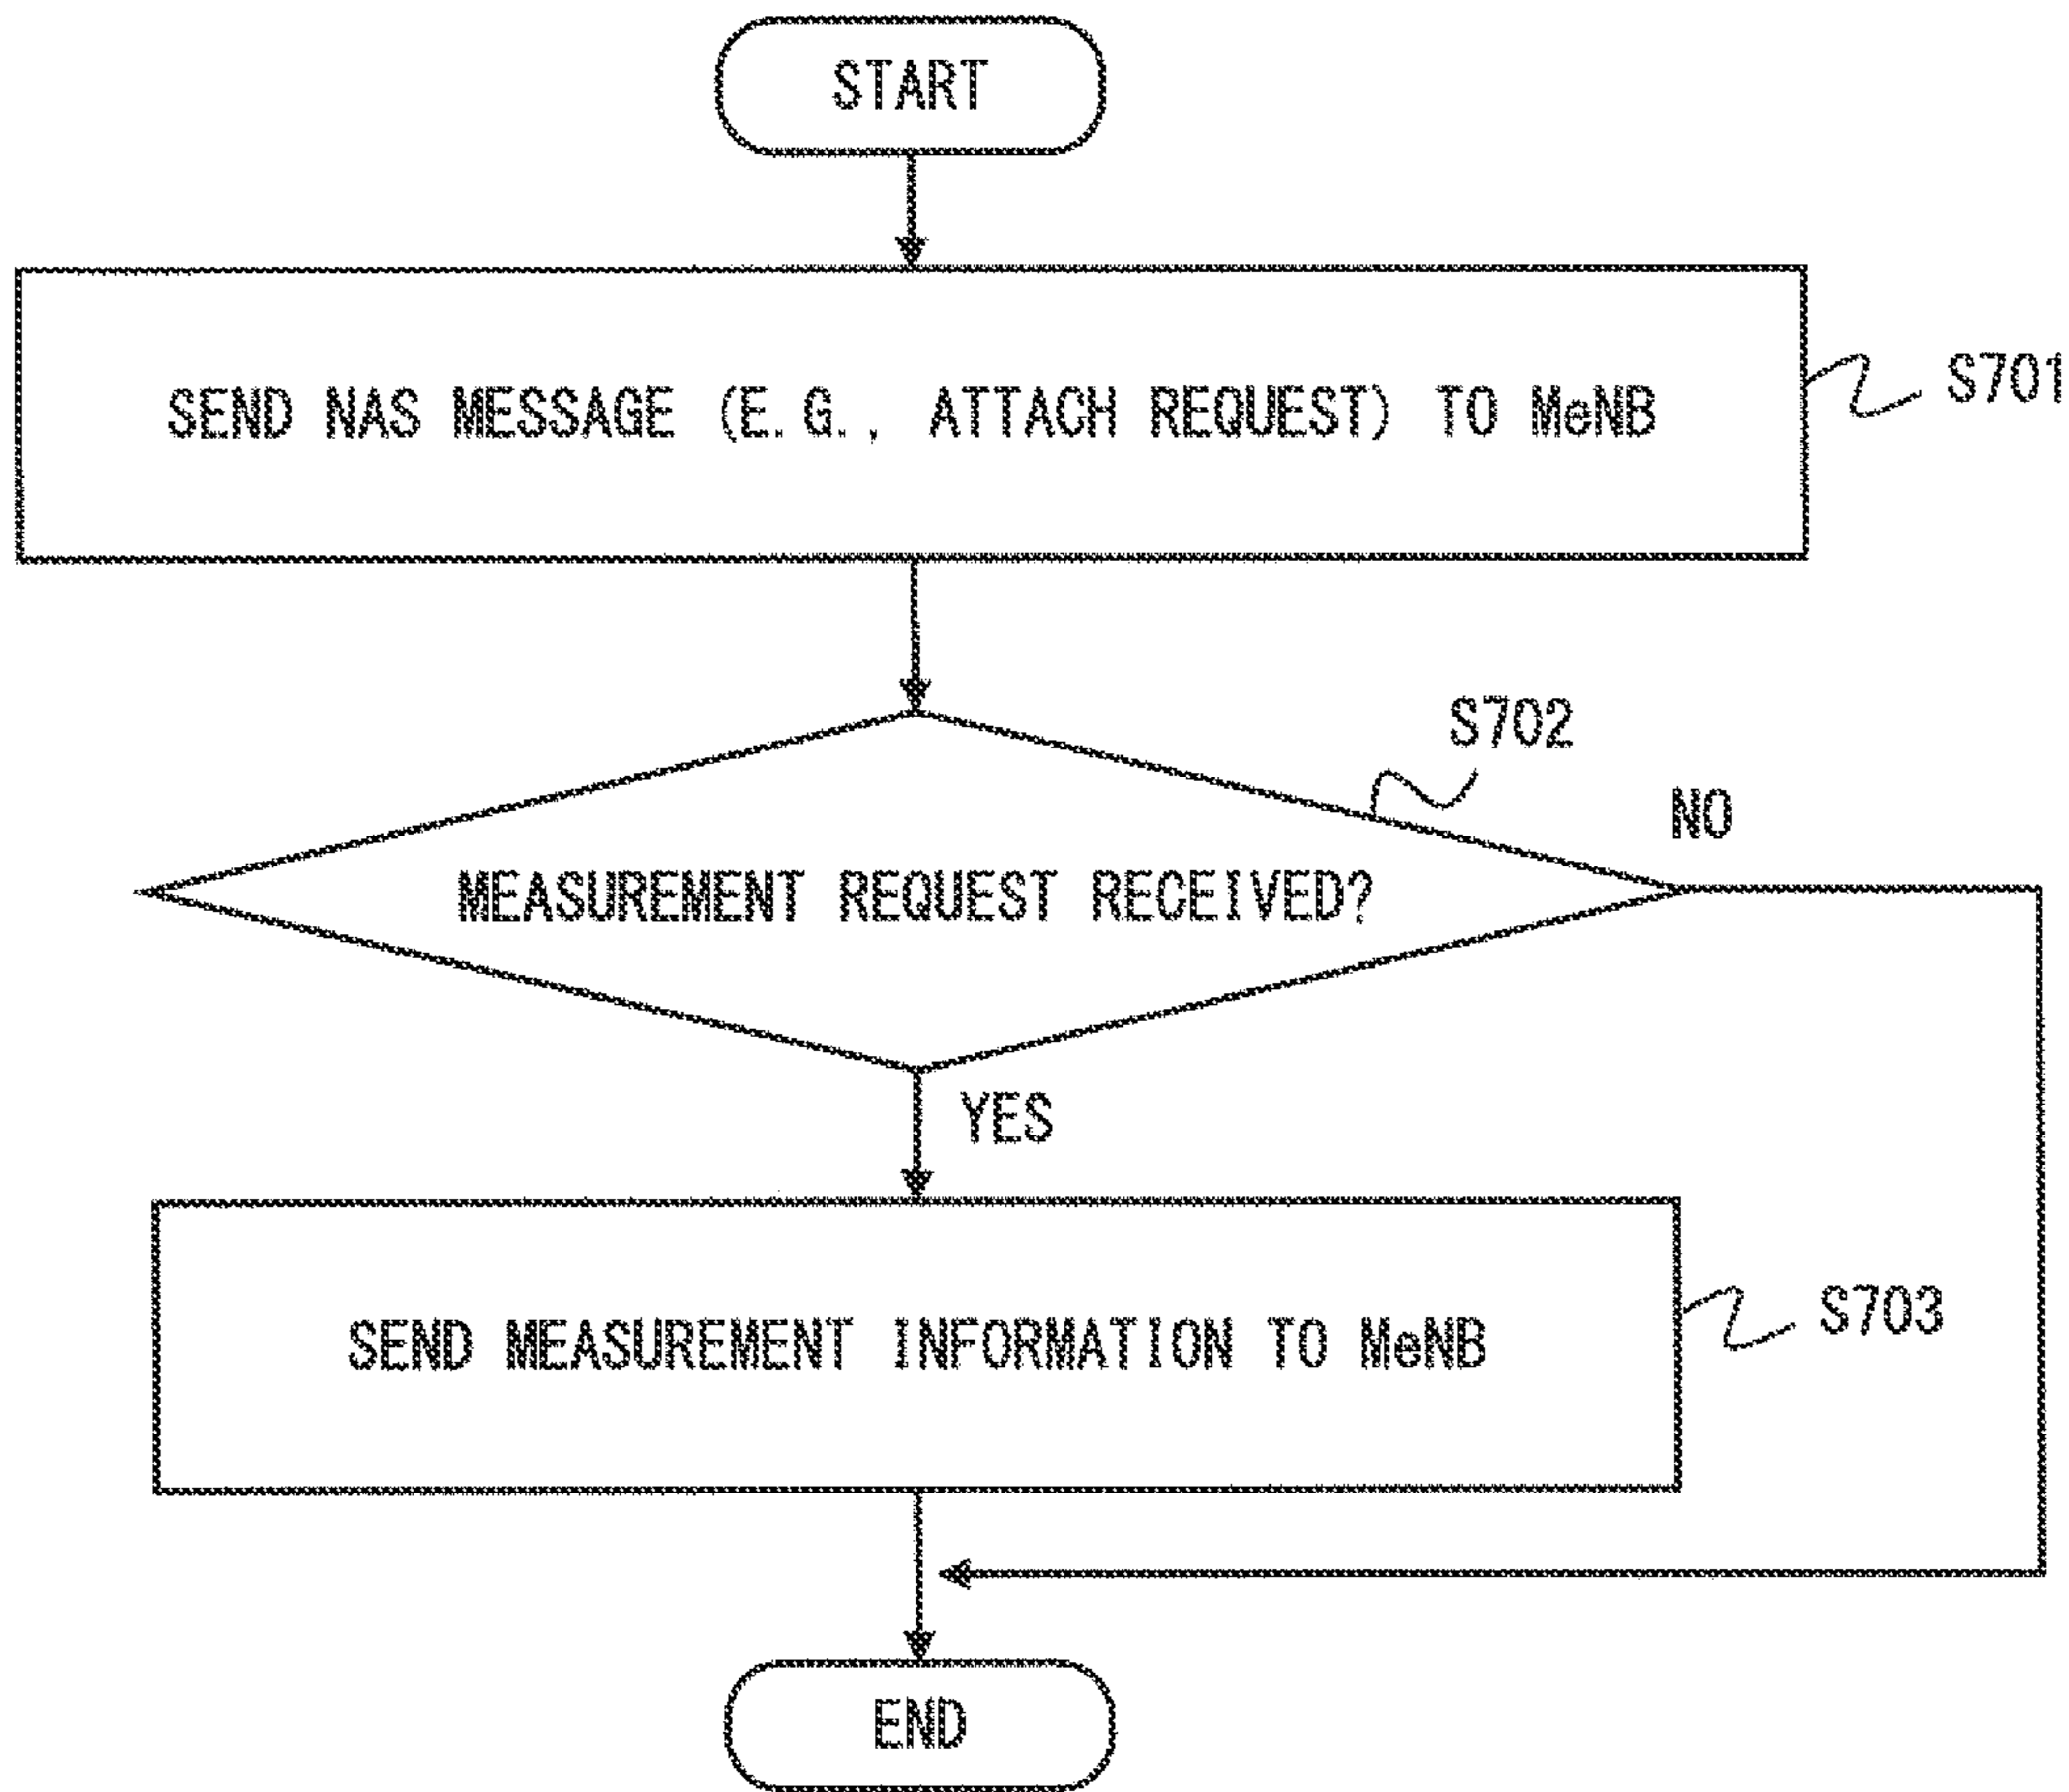 START
SEND NAS MESSAGE (E.G., ATTACH REQUEST) TO MeNB
S701
S702
NO
MEASUREMENT REQUEST RECEIVED?
YES
SEND MEASUREMENT INFORMATION TO MeNB
S703
END